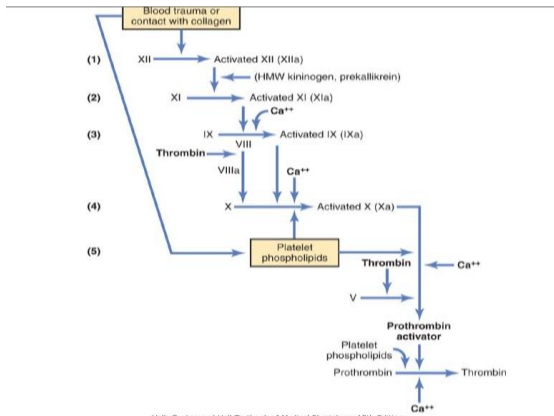 Blood trauma or
contact with collagen
(1) XII Activated XII (XIIa)
(HMW kininogen, prekallikrein)
(2) XI Activated XI (XIa)
Ca++
(3) IX Activated IX (IXa)
VIII
Thrombin
VIIIa Ca++
(4) X Activated X (Xa)
(5) Platelet
phospholipids
Thrombin Ca++
V
Prothrombin
activator
Platelet
phospholipids
Prothrombin Thrombin
Ca++